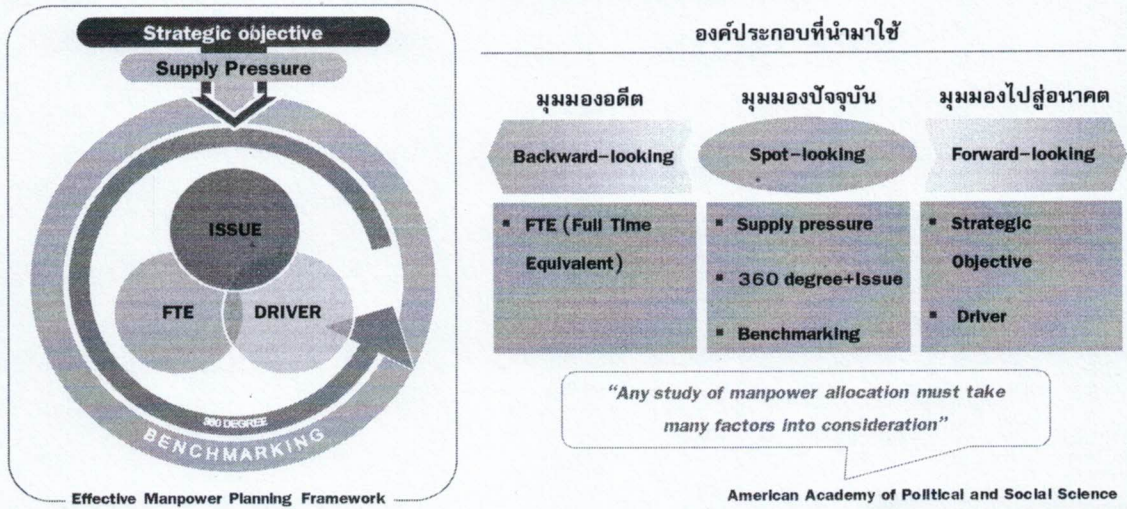 Strategic objective
Supply Pressure
ISSUE
FTE
DRIVER
360 DEGREE
BENCHMARKING
Effective Manpower Planning Framework
องค์ประกอบที่นำมาใช้
มุมมองอดีต
มุมมองปัจจุบัน
มุมมองไปสู่อนาคต
Backward-looking
Spot-looking
Forward-looking
▪ FTE (Full Time
Equivalent)
▪ Supply pressure
▪ 360 degree+Issue
▪ Benchmarking
▪ Strategic
Objective
▪ Driver
"Any study of manpower allocation must take
many factors into consideration"
American Academy of Political and Social Science